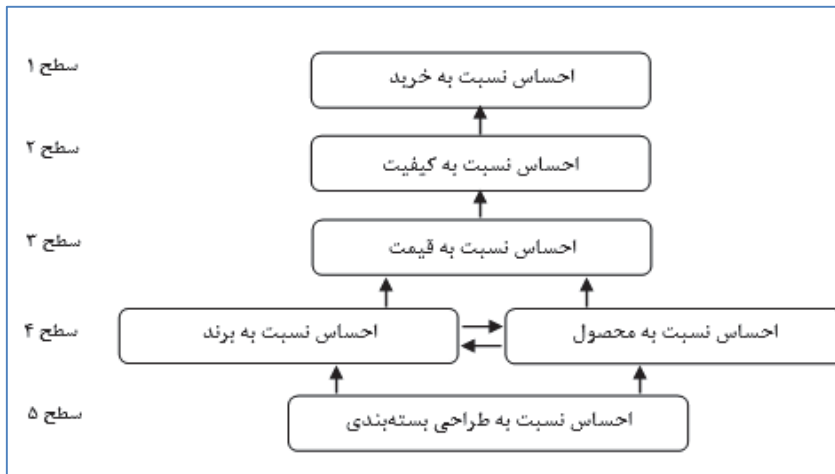 سطح ۱
احساس نسبت به خرید
سطح ۲
احساس نسبت به کیفیت
سطح ۳
احساس نسبت به قیمت
سطح ۴
احساس نسبت به محصول
احساس نسبت به برند
سطح ۵
احساس نسبت به طراحی بسته‌بندی